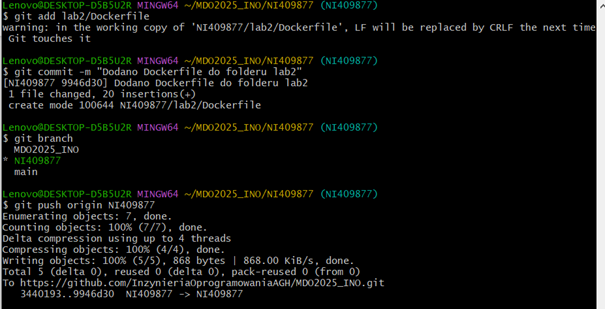 Lenovo@DESKTOP-D5B5U2R MINGW64 ~/MDO2025_INO/NI409877 (NI409877)
$ git add lab2/Dockerfile
warning: in the working copy of 'NI409877/lab2/Dockerfile', LF will be replaced by CRLF the next time
 Git touches it
Lenovo@DESKTOP-D5B5U2R MINGW64 ~/MDO2025_INO/NI409877 (NI409877)
$ git commit -m "Dodano Dockerfile do folderu lab2"
[NI409877 9946d30] Dodano Dockerfile do folderu lab2
 1 file changed, 20 insertions(+)
 create mode 100644 NI409877/lab2/Dockerfile
Lenovo@DESKTOP-D5B5U2R MINGW64 ~/MDO2025_INO/NI409877 (NI409877)
$ git branch
  MDO2025_INO
* NI409877
  main
Lenovo@DESKTOP-D5B5U2R MINGW64 ~/MDO2025_INO/NI409877 (NI409877)
$ git push origin NI409877
Enumerating objects: 7, done.
Counting objects: 100% (7/7), done.
Delta compression using up to 4 threads
Compressing objects: 100% (4/4), done.
Writing objects: 100% (5/5), 868 bytes | 868.00 KiB/s, done.
Total 5 (delta 0), reused 0 (delta 0), pack-reused 0 (from 0)
To https://github.com/InzynieriaOprogramowaniaAGH/MDO2025_INO.git
   3440193..9946d30  NI409877 -> NI409877